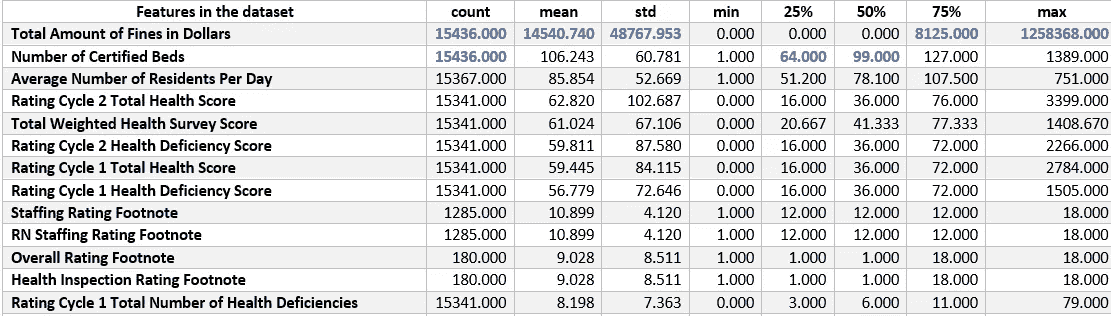 Features in the dataset count mean std min 25% 50% 75% max
Total Amount of Fines in Dollars 15436.000 14540.740 48767.953 0.000 0.000 0.000 8125.000 1258368.000
Number of Certified Beds 15436.000 106.243 60.781 1.000 64.000 99.000 127.000 1389.000
Average Number of Residents Per Day 15367.000 85.854 52.669 1.000 51.200 78.100 107.500 751.000
Rating Cycle 2 Total Health Score 15341.000 62.820 102.687 0.000 16.000 36.000 76.000 3399.000
Total Weighted Health Survey Score 15341.000 61.024 67.106 0.000 20.667 41.333 77.333 1408.670
Rating Cycle 2 Health Deficiency Score 15341.000 59.811 87.580 0.000 16.000 36.000 72.000 2266.000
Rating Cycle 1 Total Health Score 15341.000 59.445 84.115 0.000 16.000 36.000 72.000 2784.000
Rating Cycle 1 Health Deficiency Score 15341.000 56.779 72.646 0.000 16.000 36.000 72.000 1505.000
Staffing Rating Footnote 1285.000 10.899 4.120 1.000 12.000 12.000 12.000 18.000
RN Staffing Rating Footnote 1285.000 10.899 4.120 1.000 12.000 12.000 12.000 18.000
Overall Rating Footnote 180.000 9.028 8.511 1.000 1.000 1.000 18.000 18.000
Health Inspection Rating Footnote 180.000 9.028 8.511 1.000 1.000 1.000 18.000 18.000
Rating Cycle 1 Total Number of Health Deficiencies 15341.000 8.198 7.363 0.000 3.000 6.000 11.000 79.000